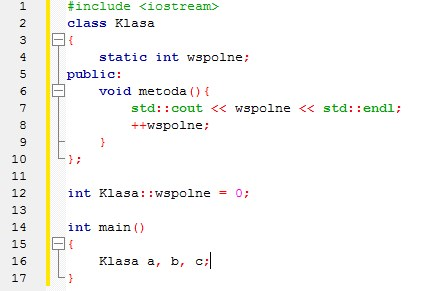 1 #include <iostream>
2 class Klasa
3 {
4 static int wspolne;
5 public:
6 void metoda(){
7 std::cout << wspolne << std::endl;
8 ++wspolne;
9 }
10 };
11
12 int Klasa::wspolne = 0;
13
14 int main()
15 {
16 Klasa a, b, c;
17 }